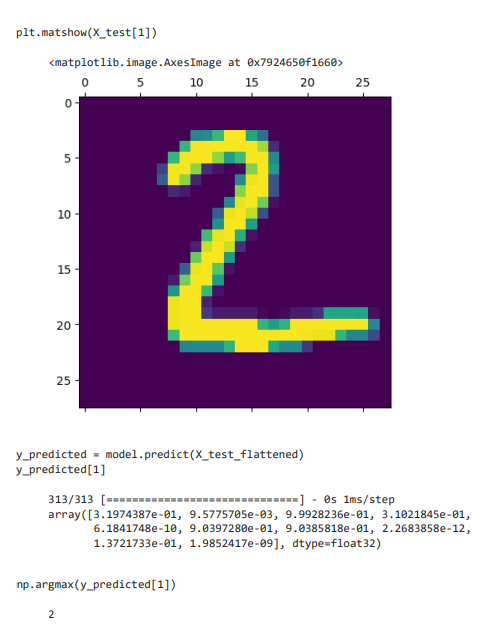 plt.matshow(X_test[1])
<matplotlib.image.AxesImage at 0x7924650f1660>
0 5 10 15 20 25
0
5
10
15
20
25
y_predicted = model.predict(X_test_flattened)
y_predicted[1]
313/313 [==============================] - 0s 1ms/step
array([3.1974387e-01, 9.5775705e-03, 9.9928236e-01, 3.1021845e-01,
6.1841748e-10, 9.0397280e-01, 9.0385818e-01, 2.2683858e-12,
1.3721733e-01, 1.9852417e-09], dtype=float32)
np.argmax(y_predicted[1])
2